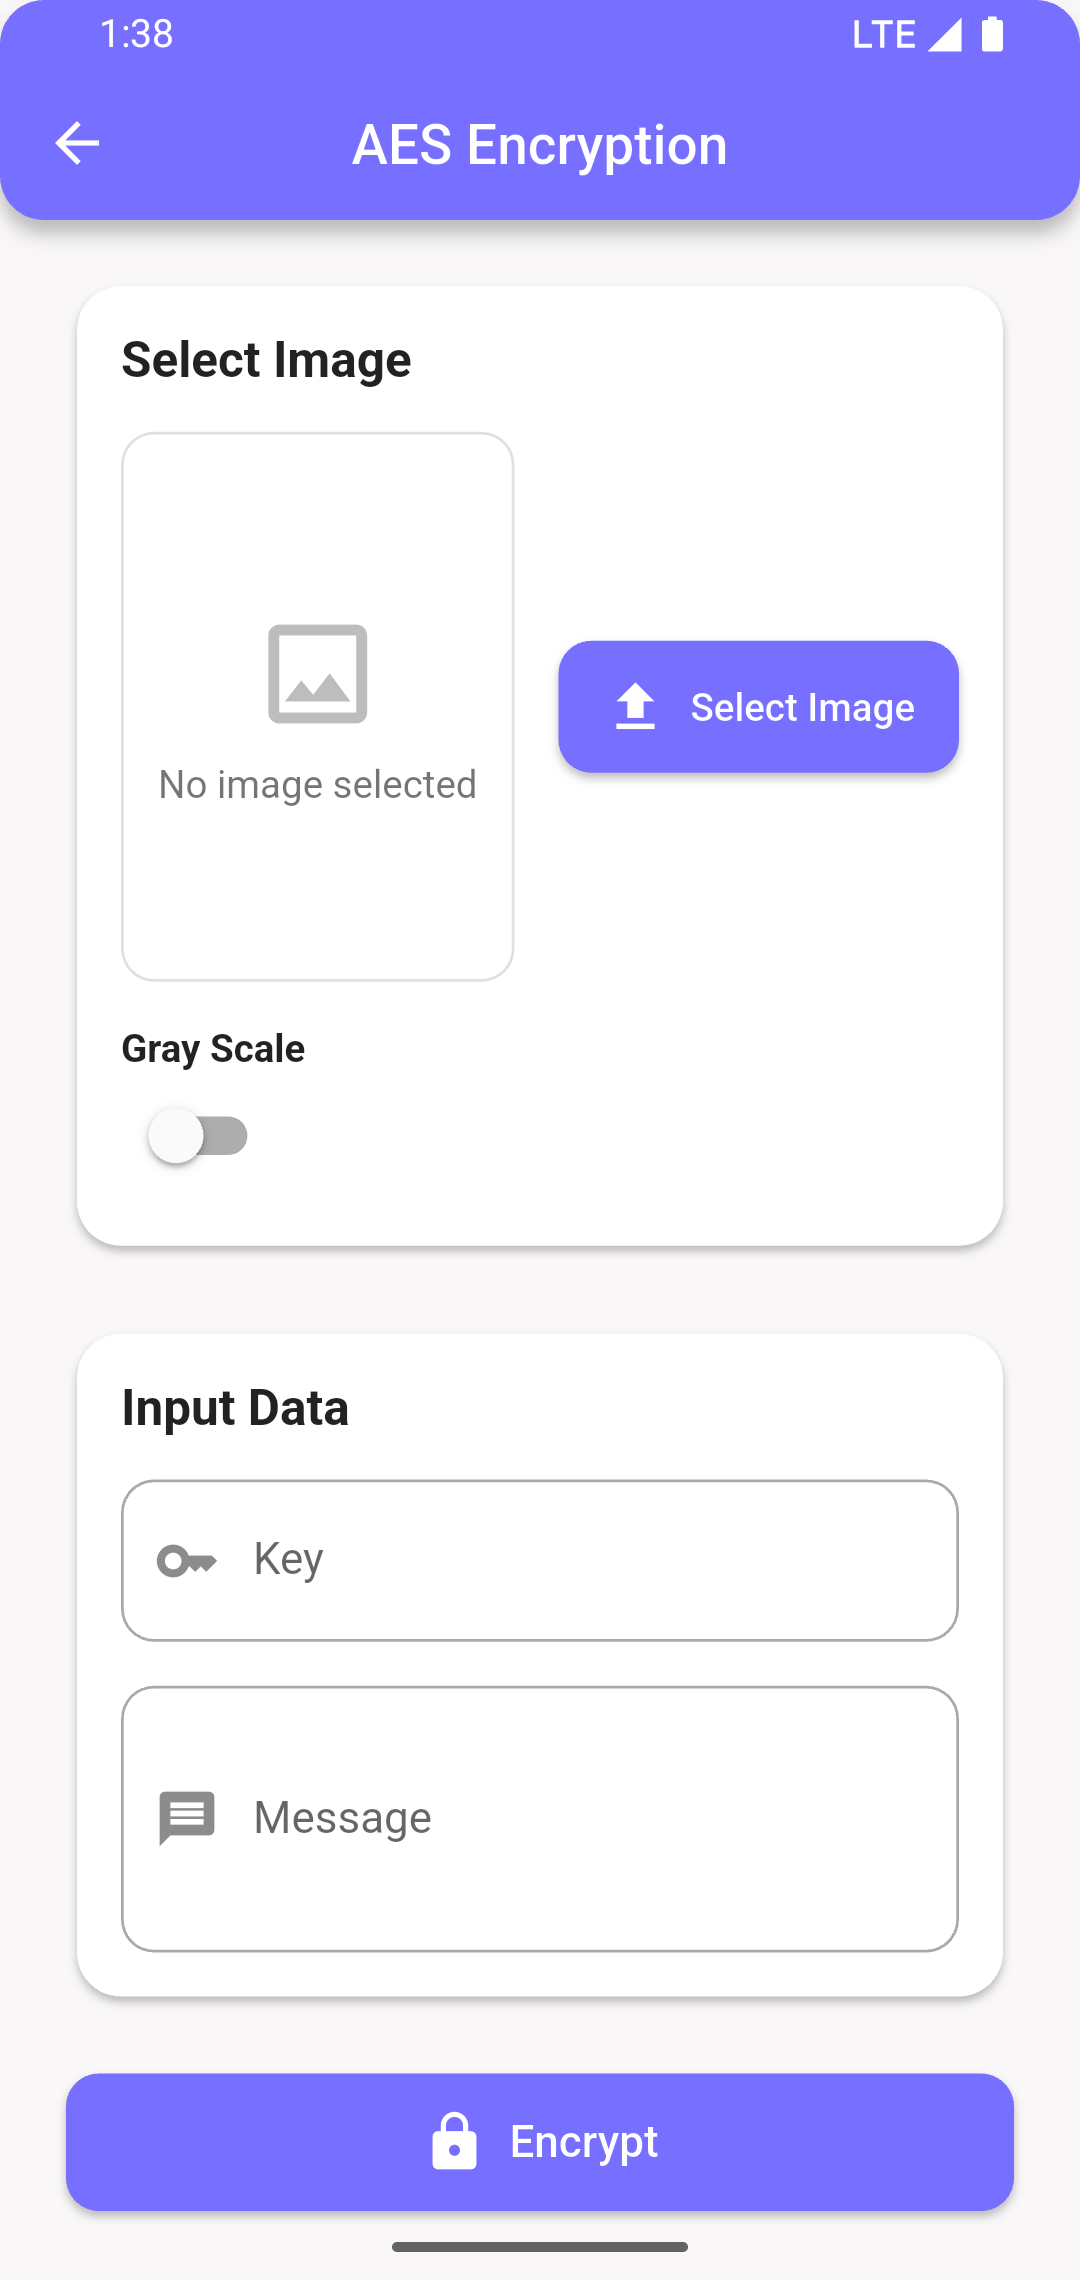 1:38
LTE
AES Encryption
Select Image
Select Image
No image selected
Gray Scale
Input Data
Key
Message
Encrypt